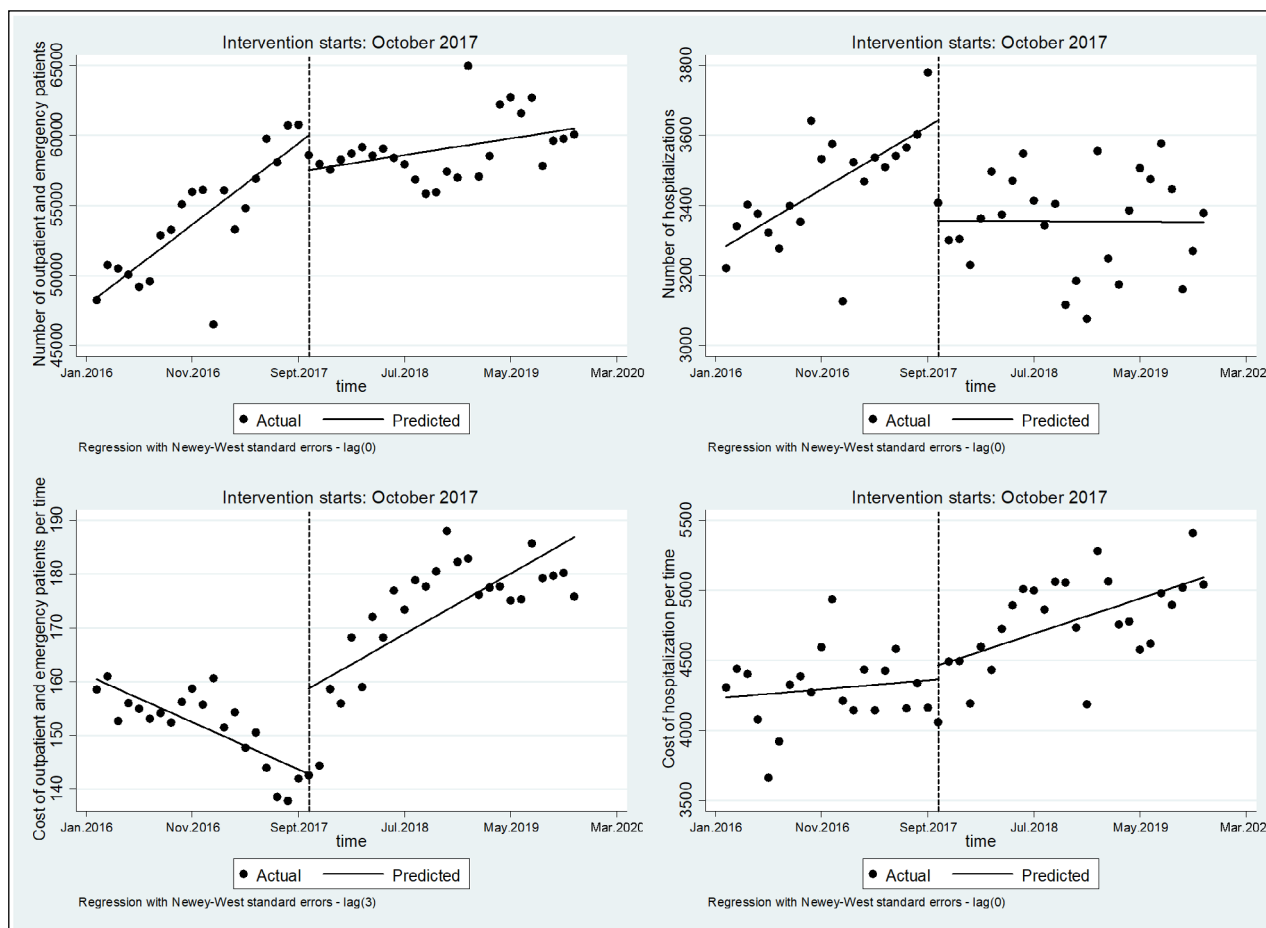 Intervention starts: October 2017
Number of outpatient and emergency patients
65000
60000
55000
50000
45000
Jan.2016 Nov.2016 Sept.2017 Jul.2018 May.2019 Mar.2020
time
Actual Predicted
Regression with Newey-West standard errors - lag(0)
Intervention starts: October 2017
Number of hospitalizations
3800
3600
3400
3200
3000
Jan.2016 Nov.2016 Sept.2017 Jul.2018 May.2019 Mar.202
time
Actual Predicted
Regression with Newey-West standard errors - lag(0)
Intervention starts: October 2017
Cost of outpatient and emergency patients per time
190
180
170
160
150
140
Jan.2016 Nov.2016 Sept.2017 Jul.2018 May.2019 Mar.2020
time
Actual Predicted
Regression with Newey-West standard errors - lag(3)
Intervention starts: October 2017
Cost of hospitalization per time
5500
5000
4500
4000
3500
Jan.2016 Nov.2016 Sept.2017 Jul.2018 May.2019 Mar.202
time
Actual Predicted
Regression with Newey-West standard errors - lag(0)